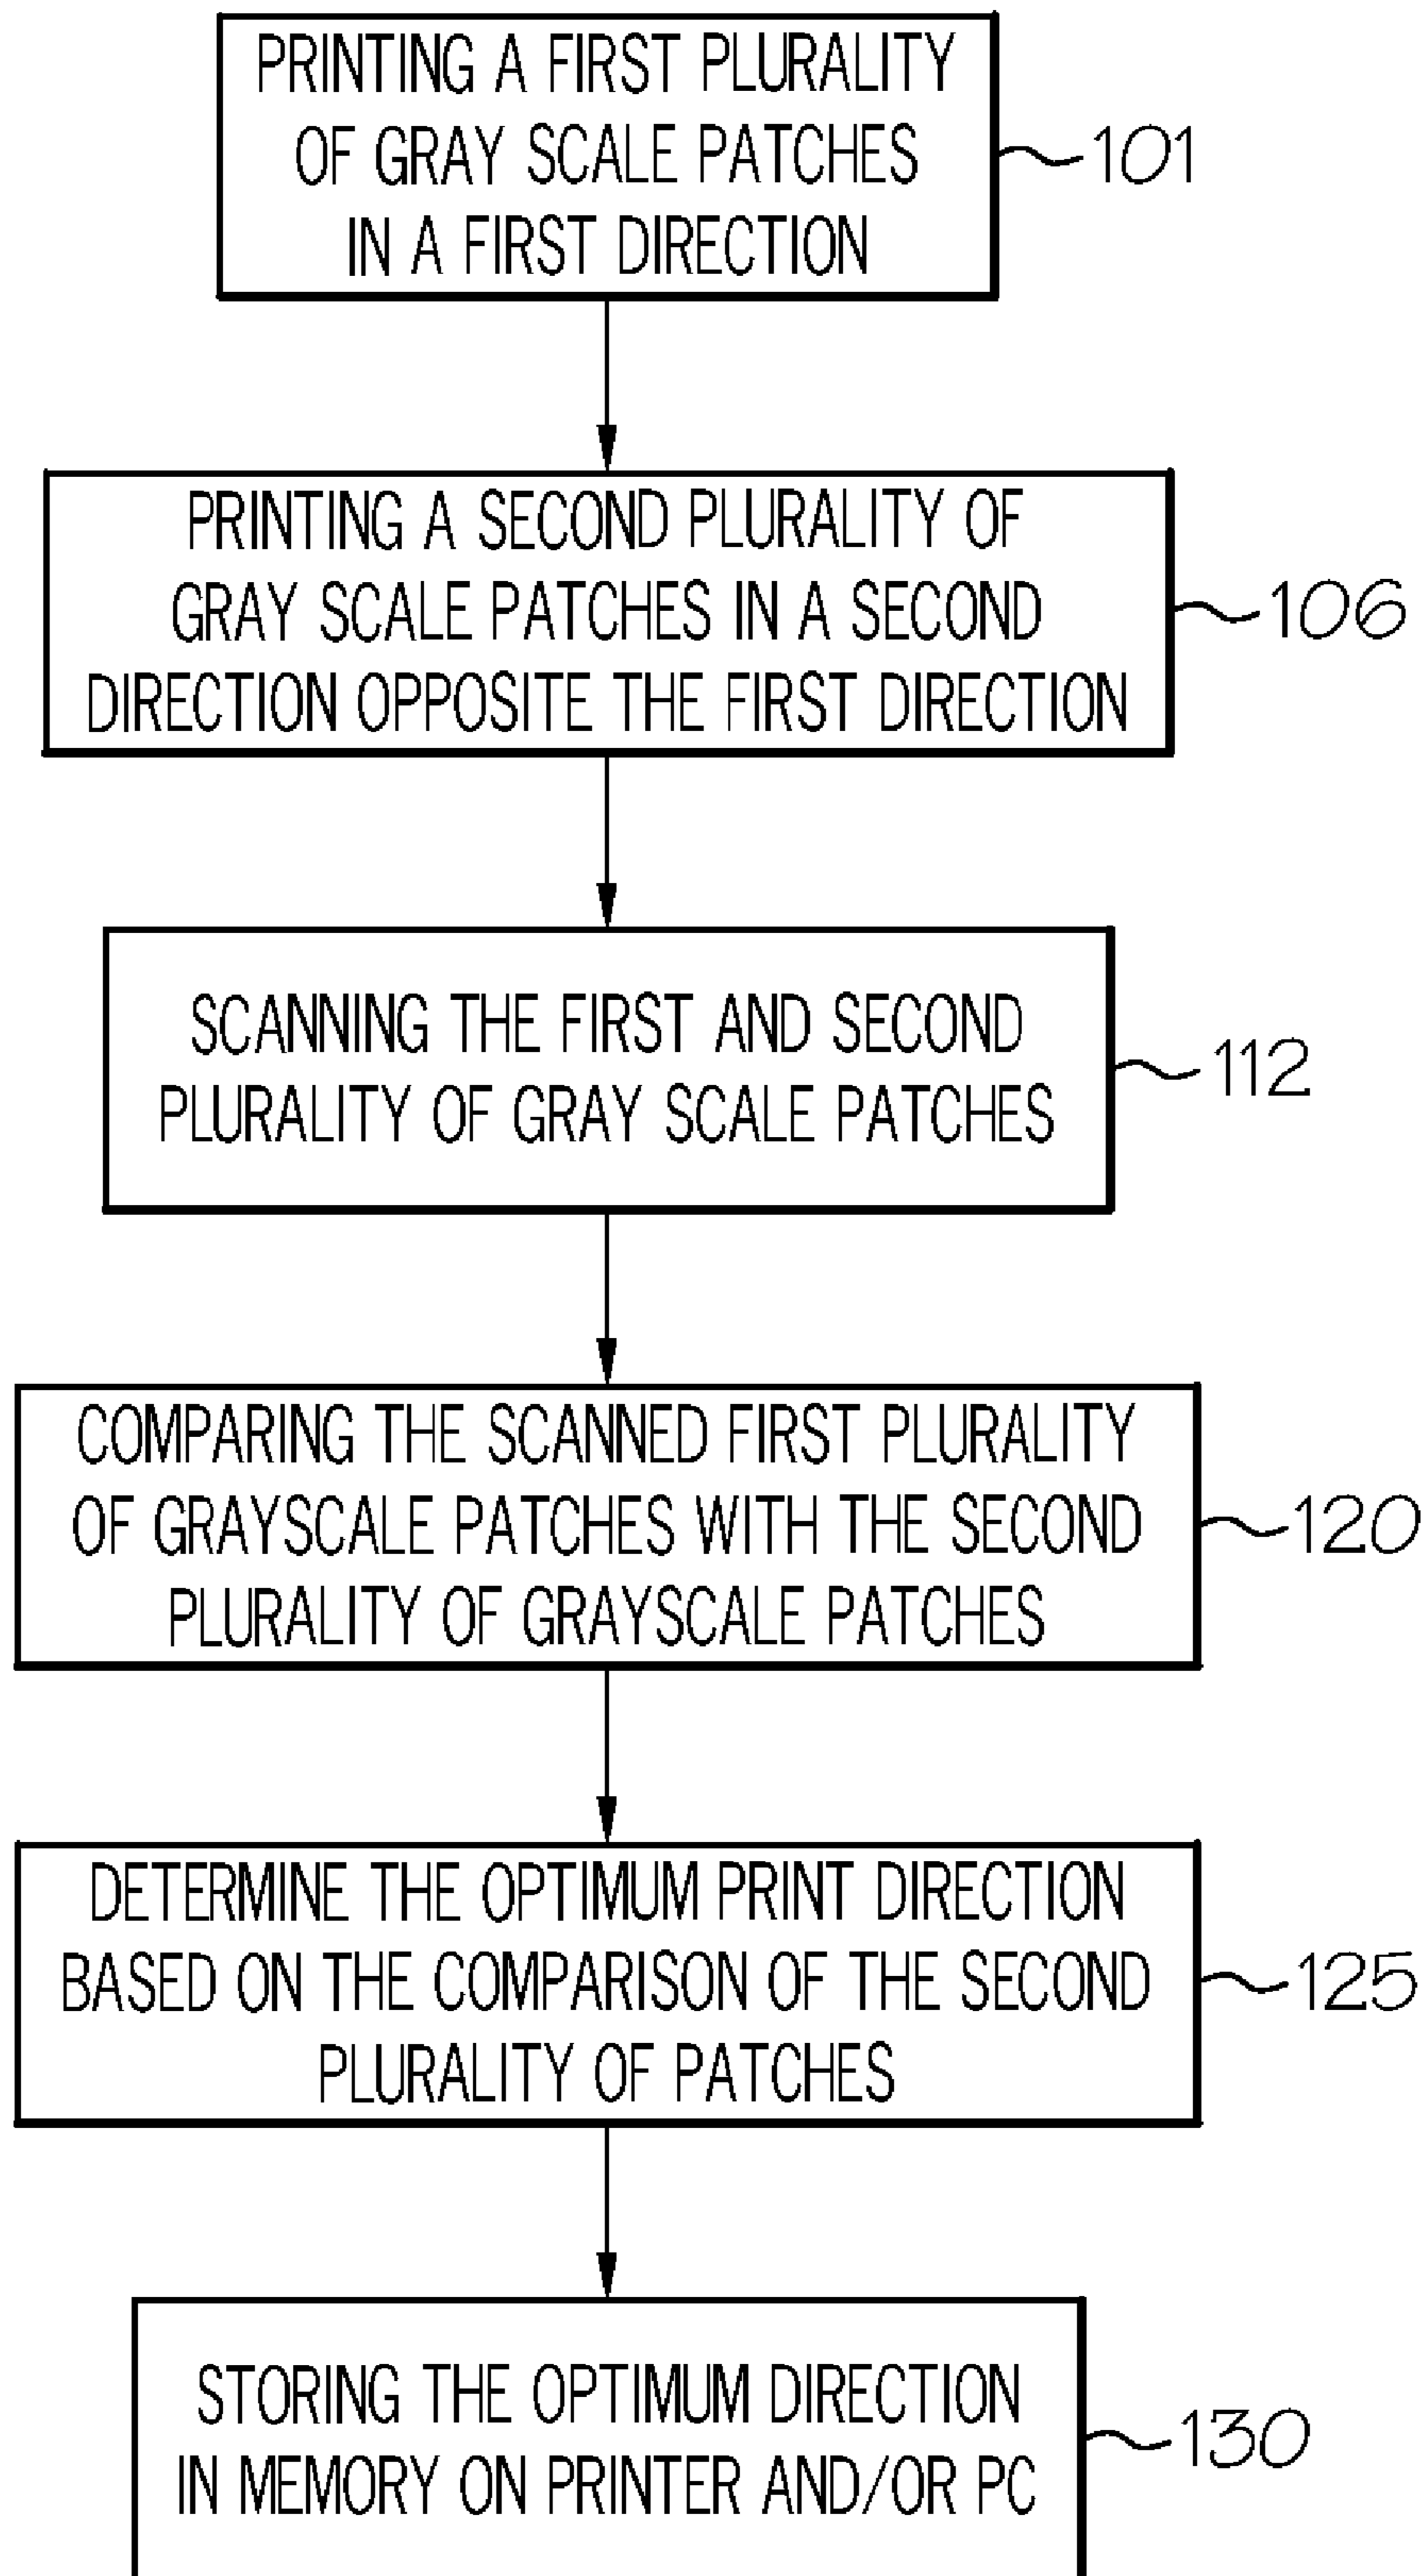 PRINTING A FIRST PLURALITY
OF GRAY SCALE PATCHES
IN A FIRST DIRECTION
101
PRINTING A SECOND PLURALITY OF
GRAY SCALE PATCHES IN A SECOND
DIRECTION OPPOSITE THE FIRST DIRECTION
106
SCANNING THE FIRST AND SECOND
PLURALITY OF GRAY SCALE PATCHES
112
COMPARING THE SCANNED FIRST PLURALITY
OF GRAYSCALE PATCHES WITH THE SECOND
PLURALITY OF GRAYSCALE PATCHES
120
DETERMINE THE OPTIMUM PRINT DIRECTION
BASED ON THE COMPARISON OF THE SECOND
PLURALITY OF PATCHES
125
STORING THE OPTIMUM DIRECTION
IN MEMORY ON PRINTER AND/OR PC
130